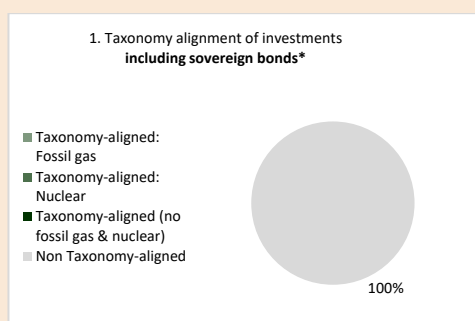 1. Taxonomy alignment of investments
including sovereign bonds*
Taxonomy-aligned:
Fossil gas
Taxonomy-aligned:
Nuclear
Taxonomy-aligned (no
fossil gas & nuclear)
Non Taxonomy-aligned
100%